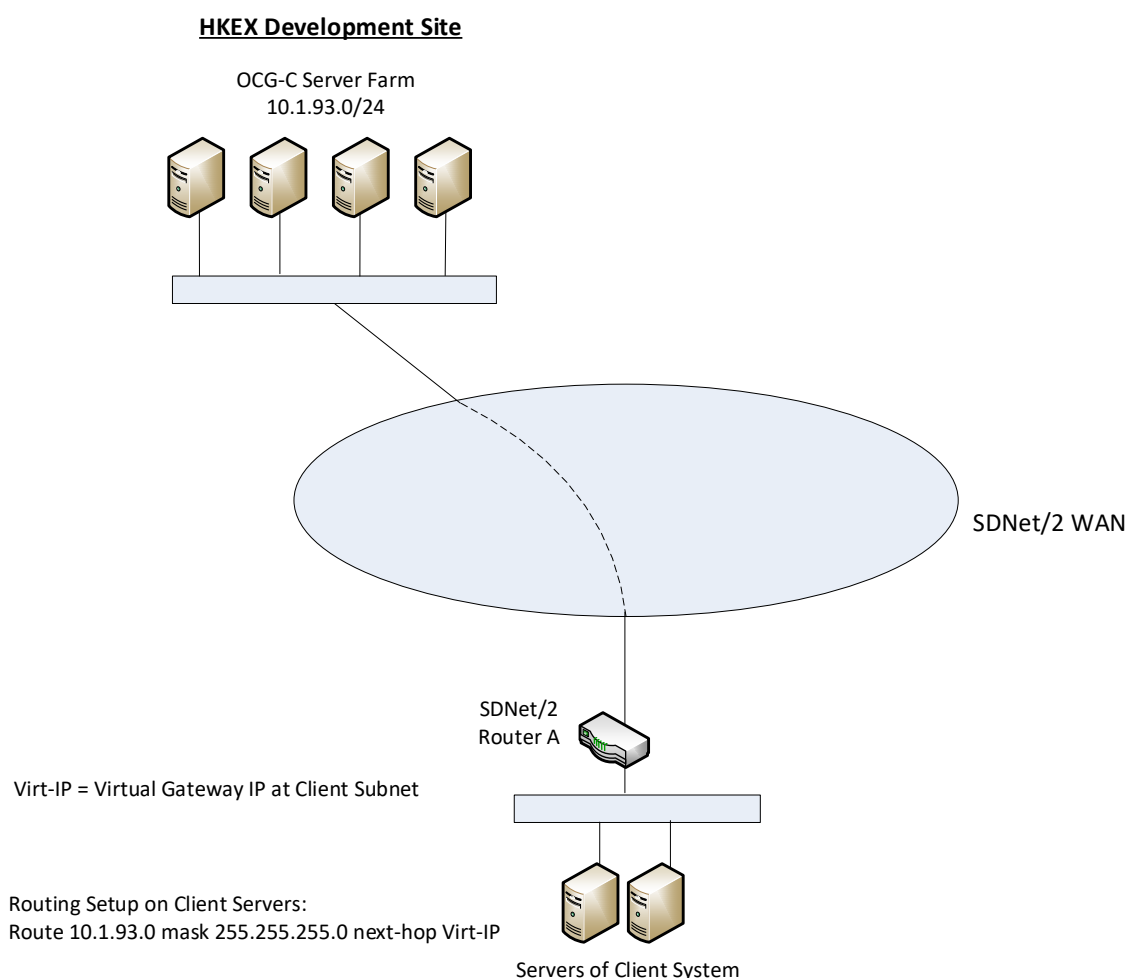 HKEX Development Site
OCG-C Server Farm
10.1.93.0/24
SDNet/2 WAN
SDNet/2
Router A
Virt-IP = Virtual Gateway IP at Client Subnet
Routing Setup on Client Servers:
Route 10.1.93.0 mask 255.255.255.0 next-hop Virt-IP
Servers of Client System